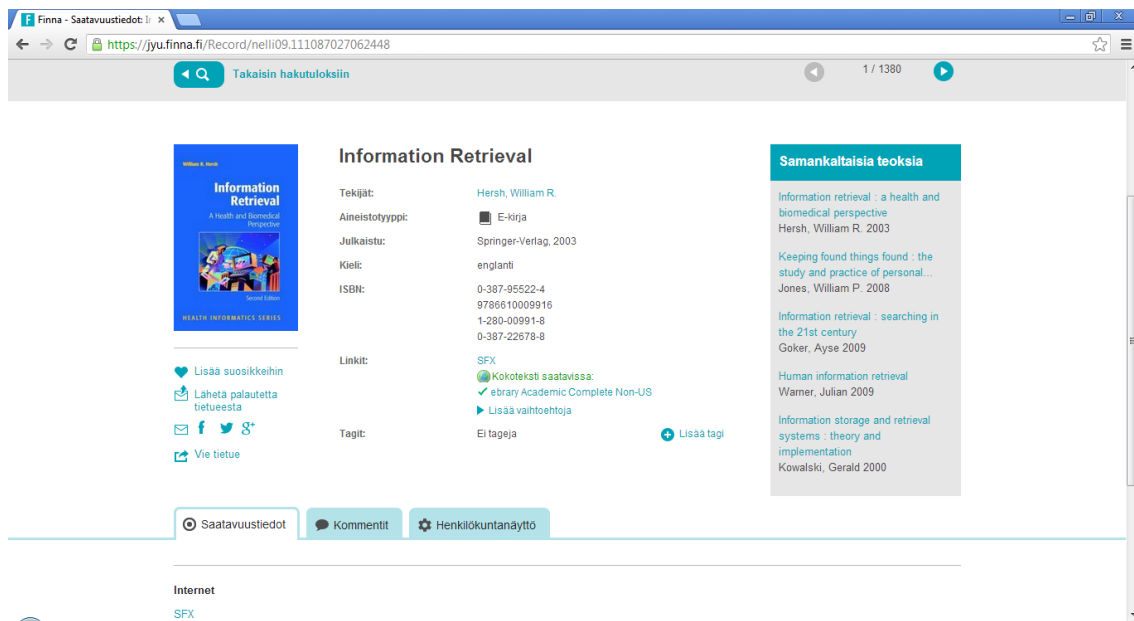 Finna - Saatavuustiedot: I
https://jyu.finna.fi/Record/nelli09.111087027062448
Takaisin hakutuloksiin
1 / 1380
William R. Hersh
Information
Retrieval
A Health and Biomedical
Perspective
Second Edition
HEALTH INFORMATICS SERIES
Lisää suosikkeihin
Lähetä palautetta
tietueesta
g+
Vie tietue
Information Retrieval
Tekijät: Hersh, William R.
Aineistotyyppi: E-kirja
Julkaistu: Springer-Verlag, 2003
Kieli: englanti
ISBN: 0-387-95522-4
9786610009916
1-280-00991-8
0-387-22678-8
Linkit: SFX
Kokoteksti saatavissa:
ebrary Academic Complete Non-US
Lisää vaihtoehtoja
Tagit: Ei tageja Lisää tagi
Samankaltaisia teoksia
Information retrieval : a health and
biomedical perspective
Hersh, William R. 2003
Keeping found things found : the
study and practice of personal...
Jones, William P. 2008
Information retrieval : searching in
the 21st century
Goker, Ayse 2009
Human information retrieval
Warner, Julian 2009
Information storage and retrieval
systems : theory and
implementation
Kowalski, Gerald 2000
Saatavuustiedot Kommentit Henkilökuntanäyttö
Internet
SFX